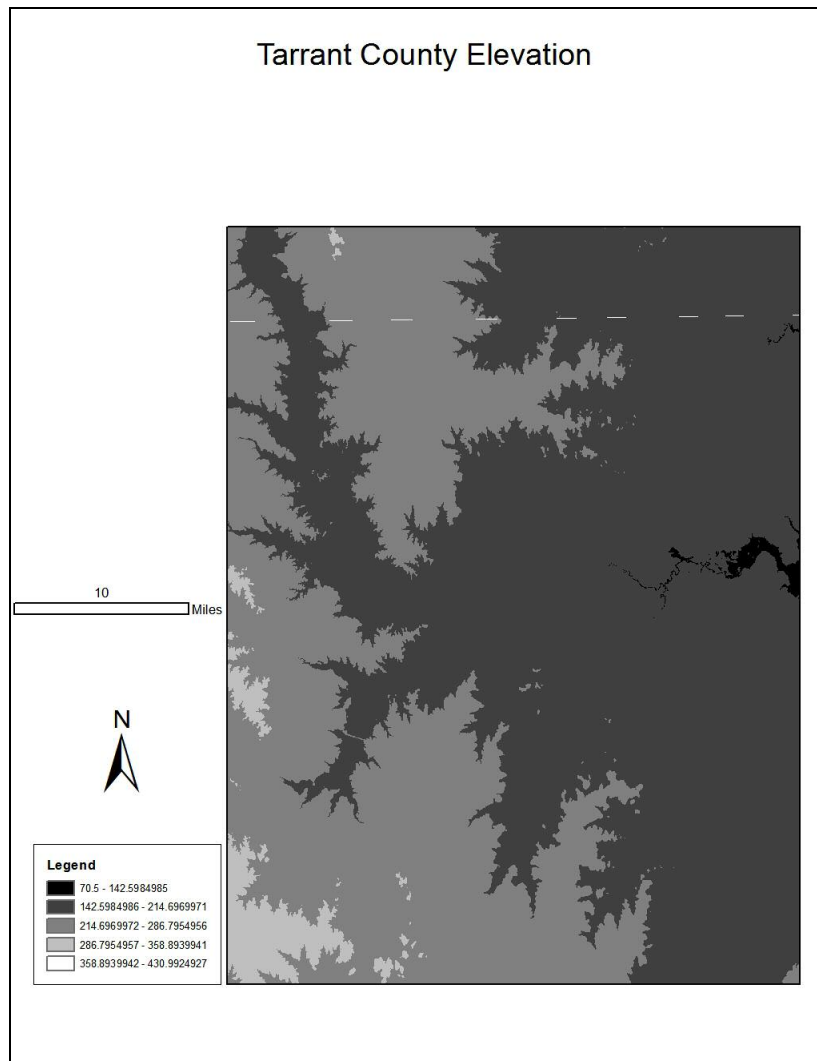 Tarrant County Elevation
10
Miles
N
Legend
70.5 - 142.5984985
142.5984986 - 214.6969971
214.6969972 - 286.7954956
286.7954957 - 358.8939941
358.8939942 - 430.9924927